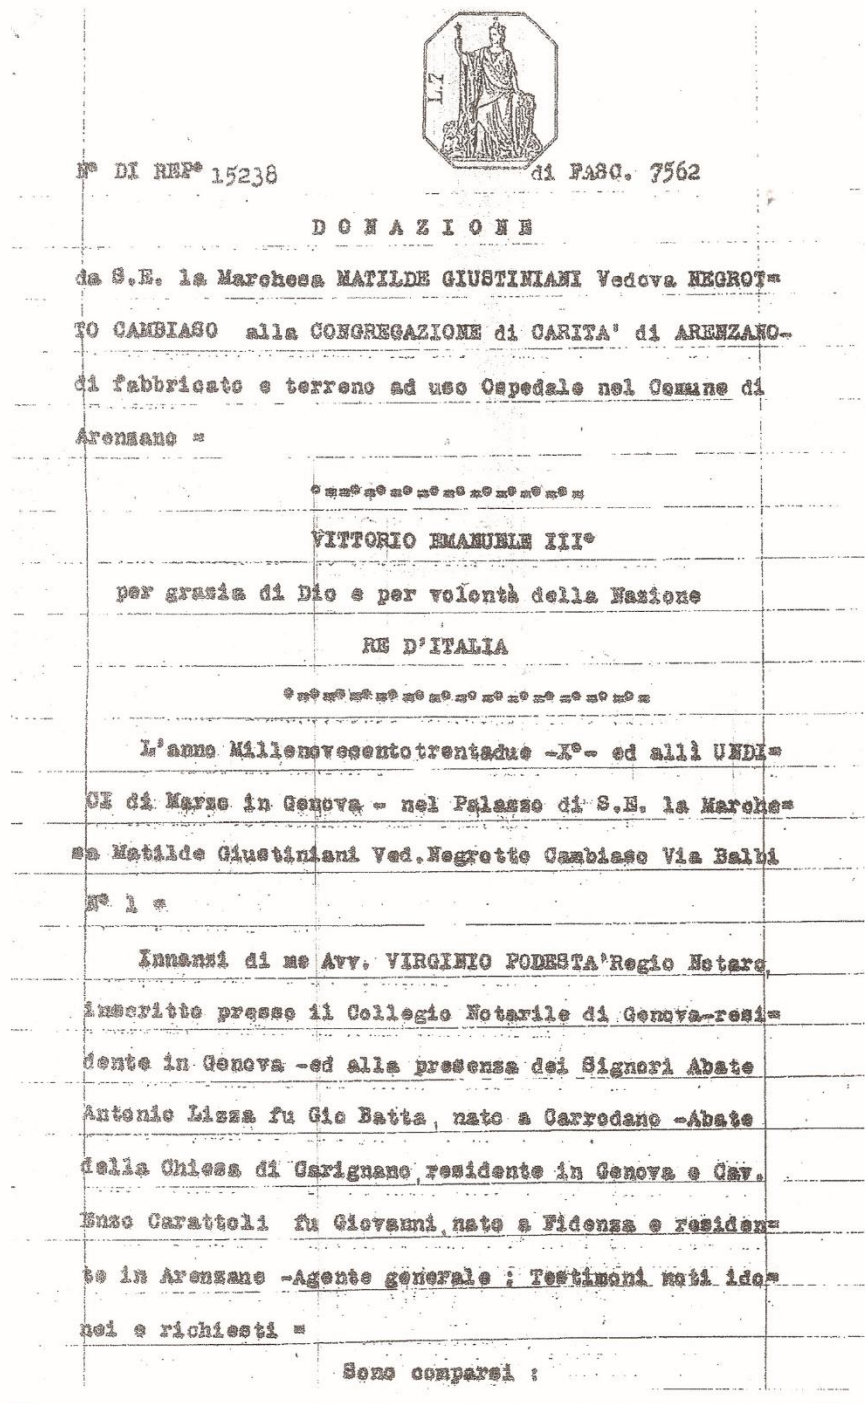 L.7
N° DI REP° 15238 di FASC. 7562
D O N A Z I O N E
da S.E. la Marchesa MATILDE GIUSTINIANI Vedova NEGROT=
TO CAMBIASO alla CONGREGAZIONE di CARITA' di ARENZANO-
di fabbricato e terreno ad uso Ospedale nel Comune di
Arenzano =
°==°=°=°=°=°=°=°=°=°=
VITTORIO EMANUELE III°
per grazia di Dio e per volontà della Nazione
RE D'ITALIA
°=°=°=°=°=°=°=°=°=°=°=°=°=°=
L'anno Millenovecentotrentadue -X°- ed allì UNDI=
CI di Marzo in Genova - nel Palazzo di S.E. la Marche=
sa Matilde Giustiniani Ved.Negrotto Cambiaso Via Balbi
N° 1 =
Innanzi di me Avv. VIRGINIO PODESTA'Regio Notaro,
inscritto presso il Collegio Notarile di Genova-resi=
dente in Genova -ed alla presenza dei Signori Abate
Antonio Lizza fu Gio Batta, nato a Carrodano -Abate
della Chiesa di Carignano,residente in Genova e Cav.
Enzo Carattoli fu Giovanni,nato a Fidenza e residen=
te in Arenzano -Agente generale ; Testimoni noti ido=
nei e richiesti =
Sono comparsi :